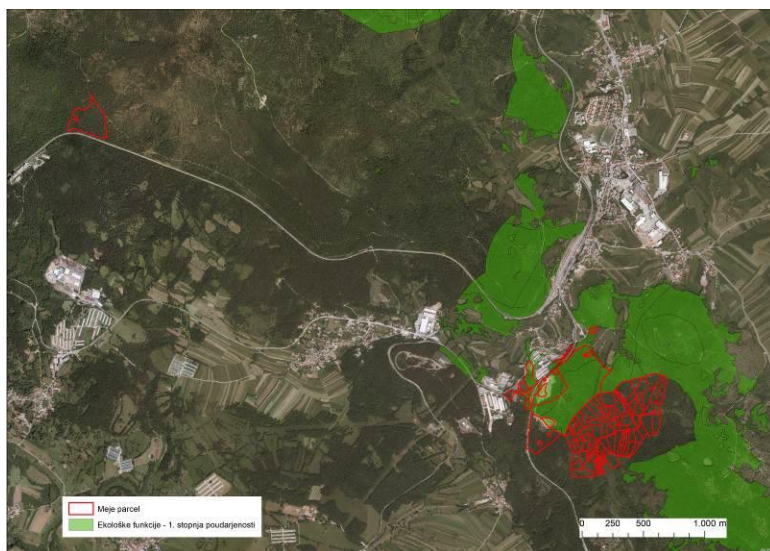 Meje parcel
Ekološke funkcije - 1. stopnja poudarjenosti
0 250 500 1.000 m